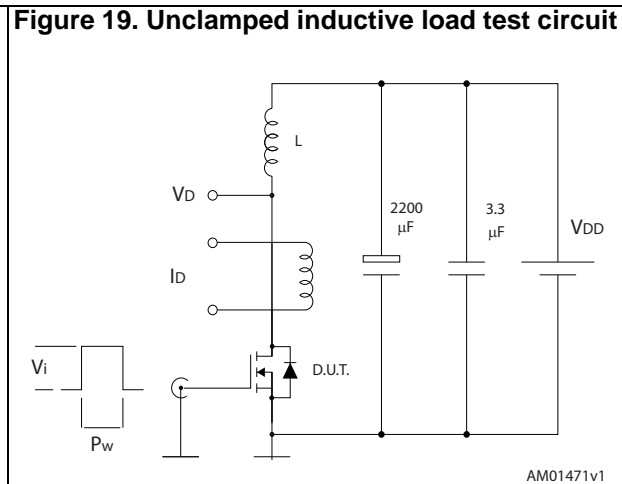 Figure 19. Unclamped inductive load test circuit
L
VD
2200
μF
3.3
μF
VDD
ID
Vi
D.U.T.
Pw
AM01471v1